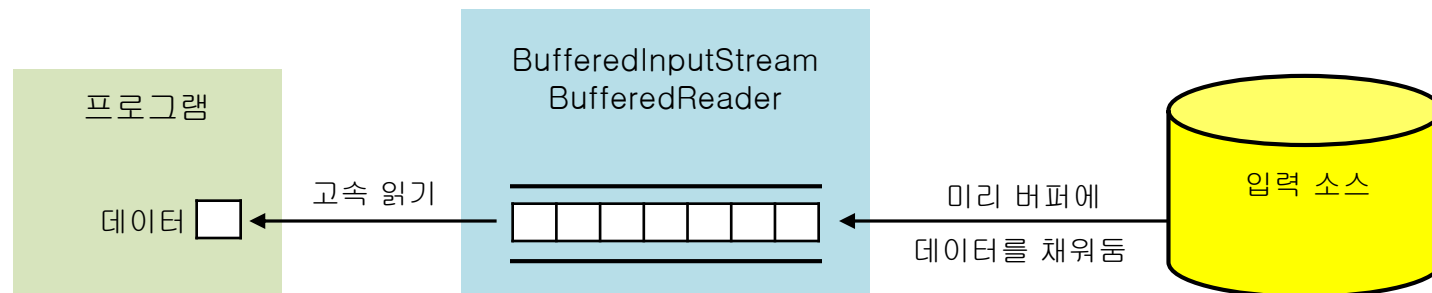 프로그램
데이터
고속 읽기
BufferedInputStream
BufferedReader
미리 버퍼에
데이터를 채워둠
입력 소스